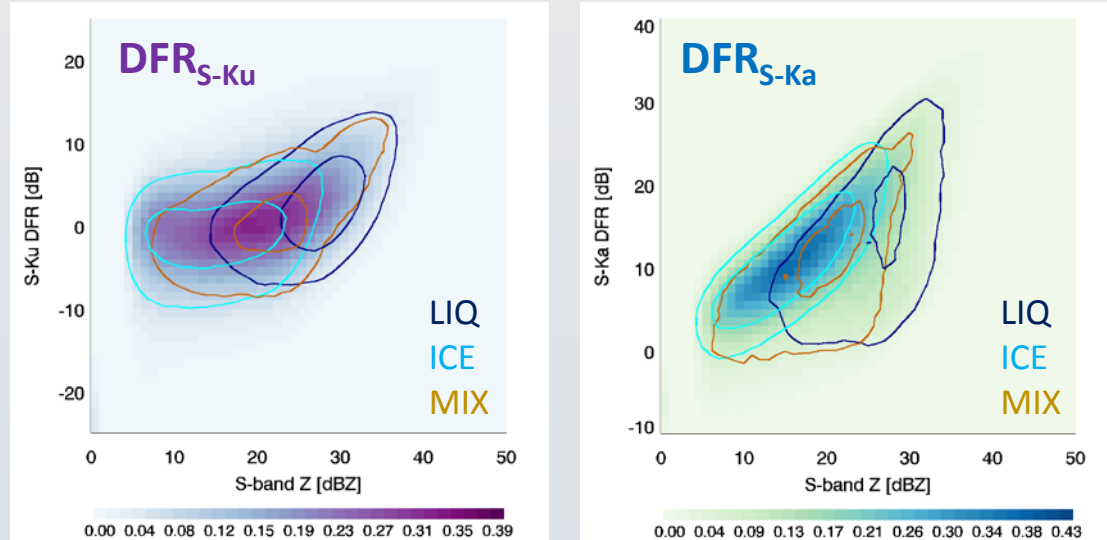 DFR_S-Ku
20
10
0
-10
-20
S-Ku DFR [dB]
LIQ
ICE
MIX
0 10 20 30 40 50
S-band Z [dBZ]
0.00 0.04 0.08 0.12 0.15 0.19 0.23 0.27 0.31 0.35 0.39
DFR_S-Ka
40
30
20
10
0
-10
S-Ka DFR [dB]
LIQ
ICE
MIX
0 10 20 30 40 50
S-band Z [dBZ]
0.00 0.04 0.09 0.13 0.17 0.21 0.26 0.30 0.34 0.38 0.43